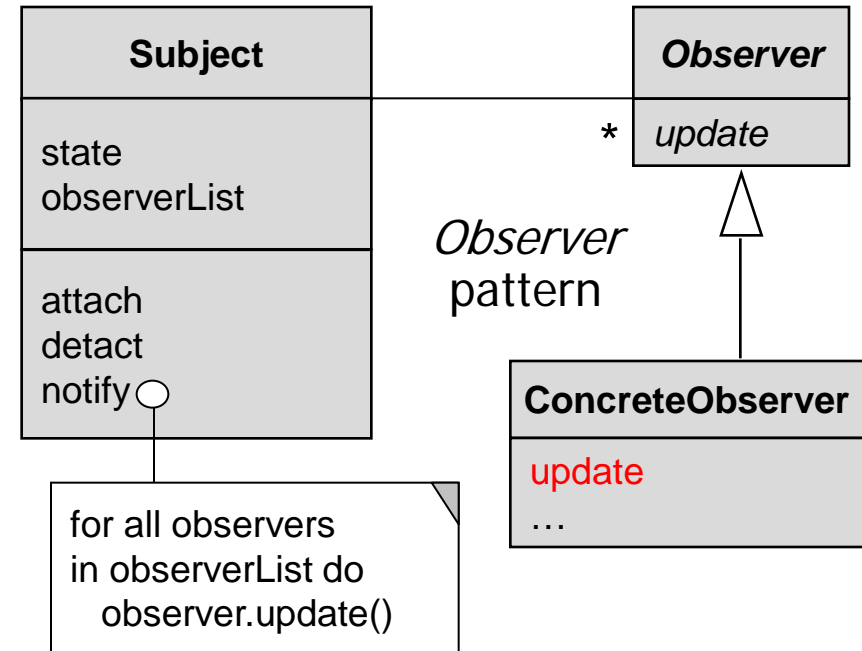 Subject
state
observerList
attach
detact
notify
for all observers
in observerList do
observer.update()
Observer
update
*
Observer
pattern
ConcreteObserver
update
…